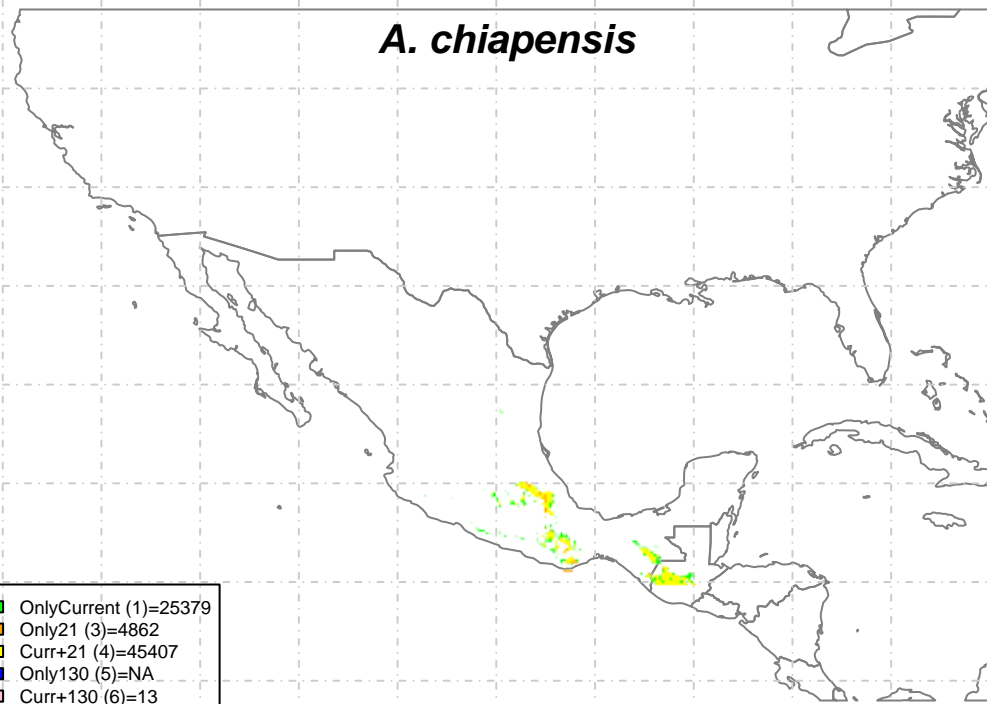 A. chiapensis
OnlyCurrent (1)=25379
Only21 (3)=4862
Curr+21 (4)=45407
Only130 (5)=NA
Curr+130 (6)=13